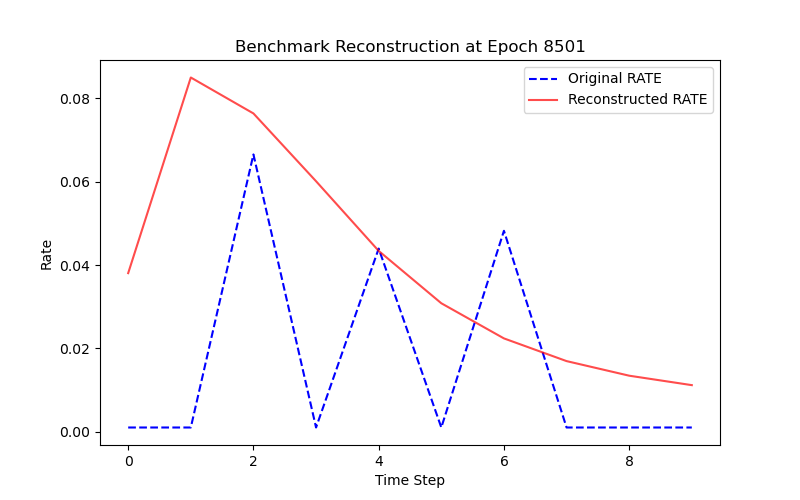 Benchmark Reconstruction at Epoch 8501
Original RATE
Reconstructed RATE
0.08
0.06
0.04
0.02
0.00
Rate
0 2 4 6 8
Time Step